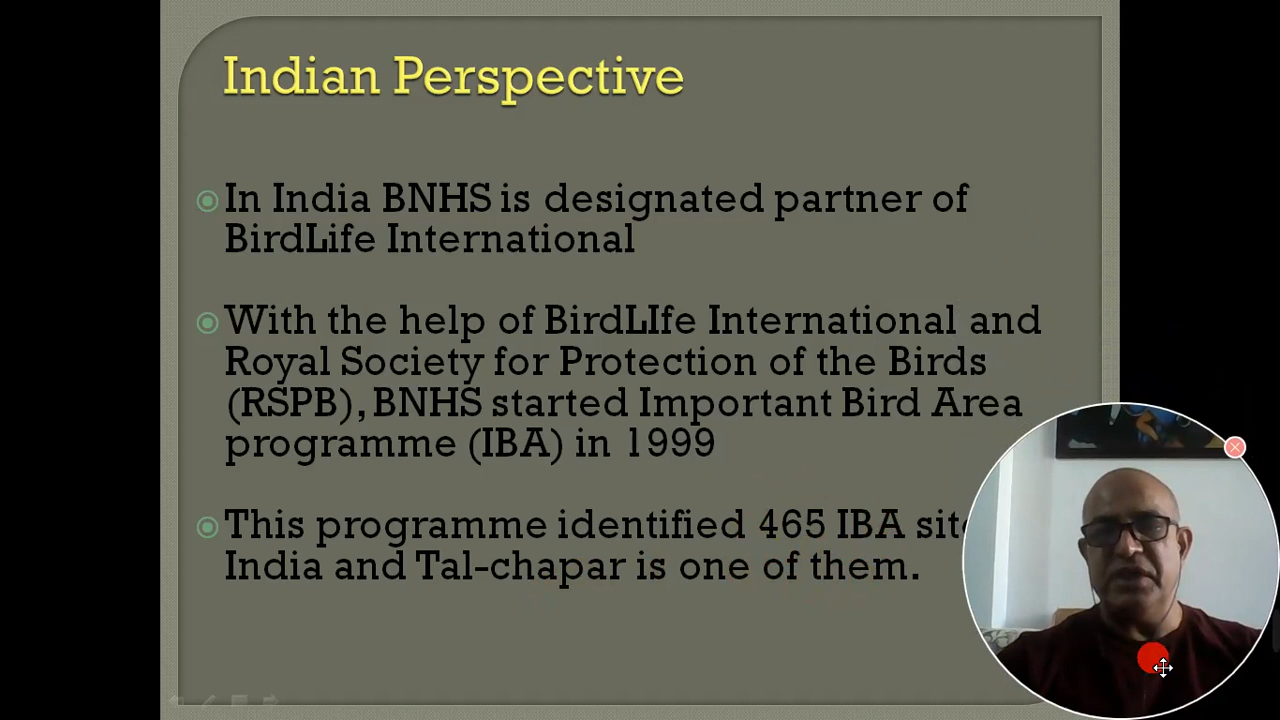 Indian Perspective
In India BNHS is designated partner of
BirdLife International
With the help of BirdLIfe International and
Royal Society for Protection of the Birds
(RSPB), BNHS started Important Bird Area
programme (IBA) in 1999
This programme identified 465 IBA
India and Tal-chapar is one of them.